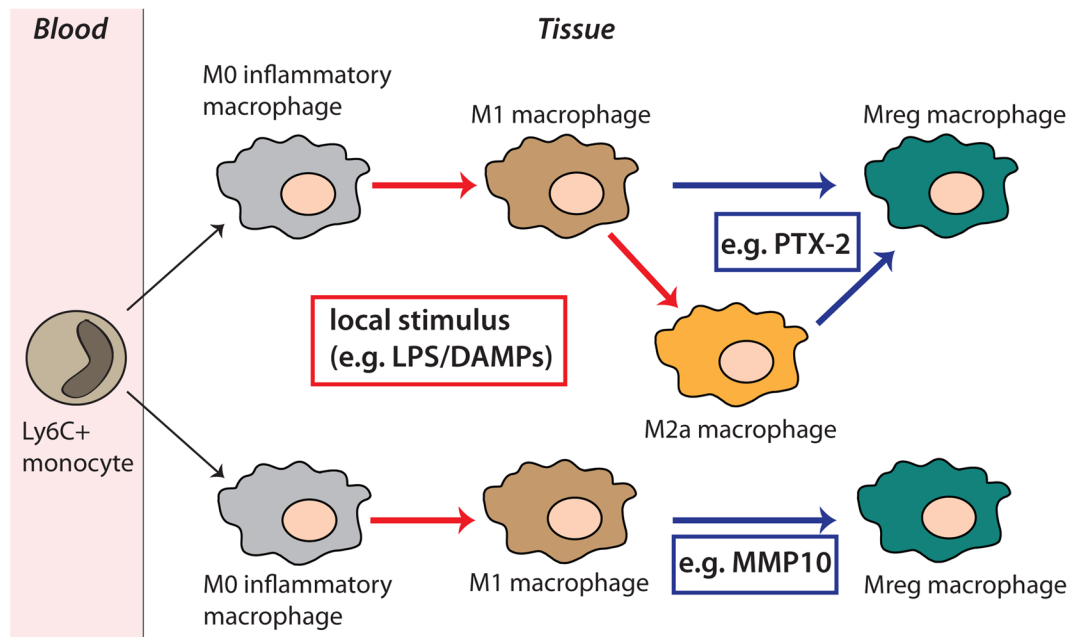 Blood
Tissue
M0 inflammatory
macrophage
M1 macrophage
Mreg macrophage
e.g. PTX-2
local stimulus
(e.g. LPS/DAMPs)
M2a macrophage
Ly6C+
monocyte
M0 inflammatory
macrophage
M1 macrophage
e.g. MMP10
Mreg macrophage